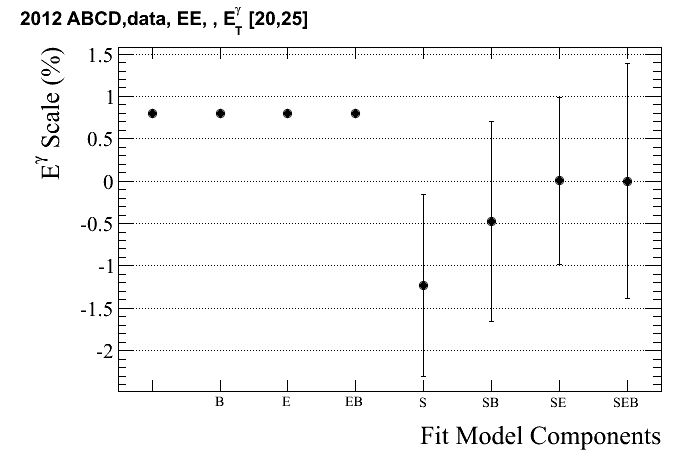 2012 ABCD,data, EE, , E_T^γ [20,25]
E^γ Scale (%)
1.5
1
0.5
0
-0.5
-1
-1.5
-2
B E EB S SB SE SEB
Fit Model Components